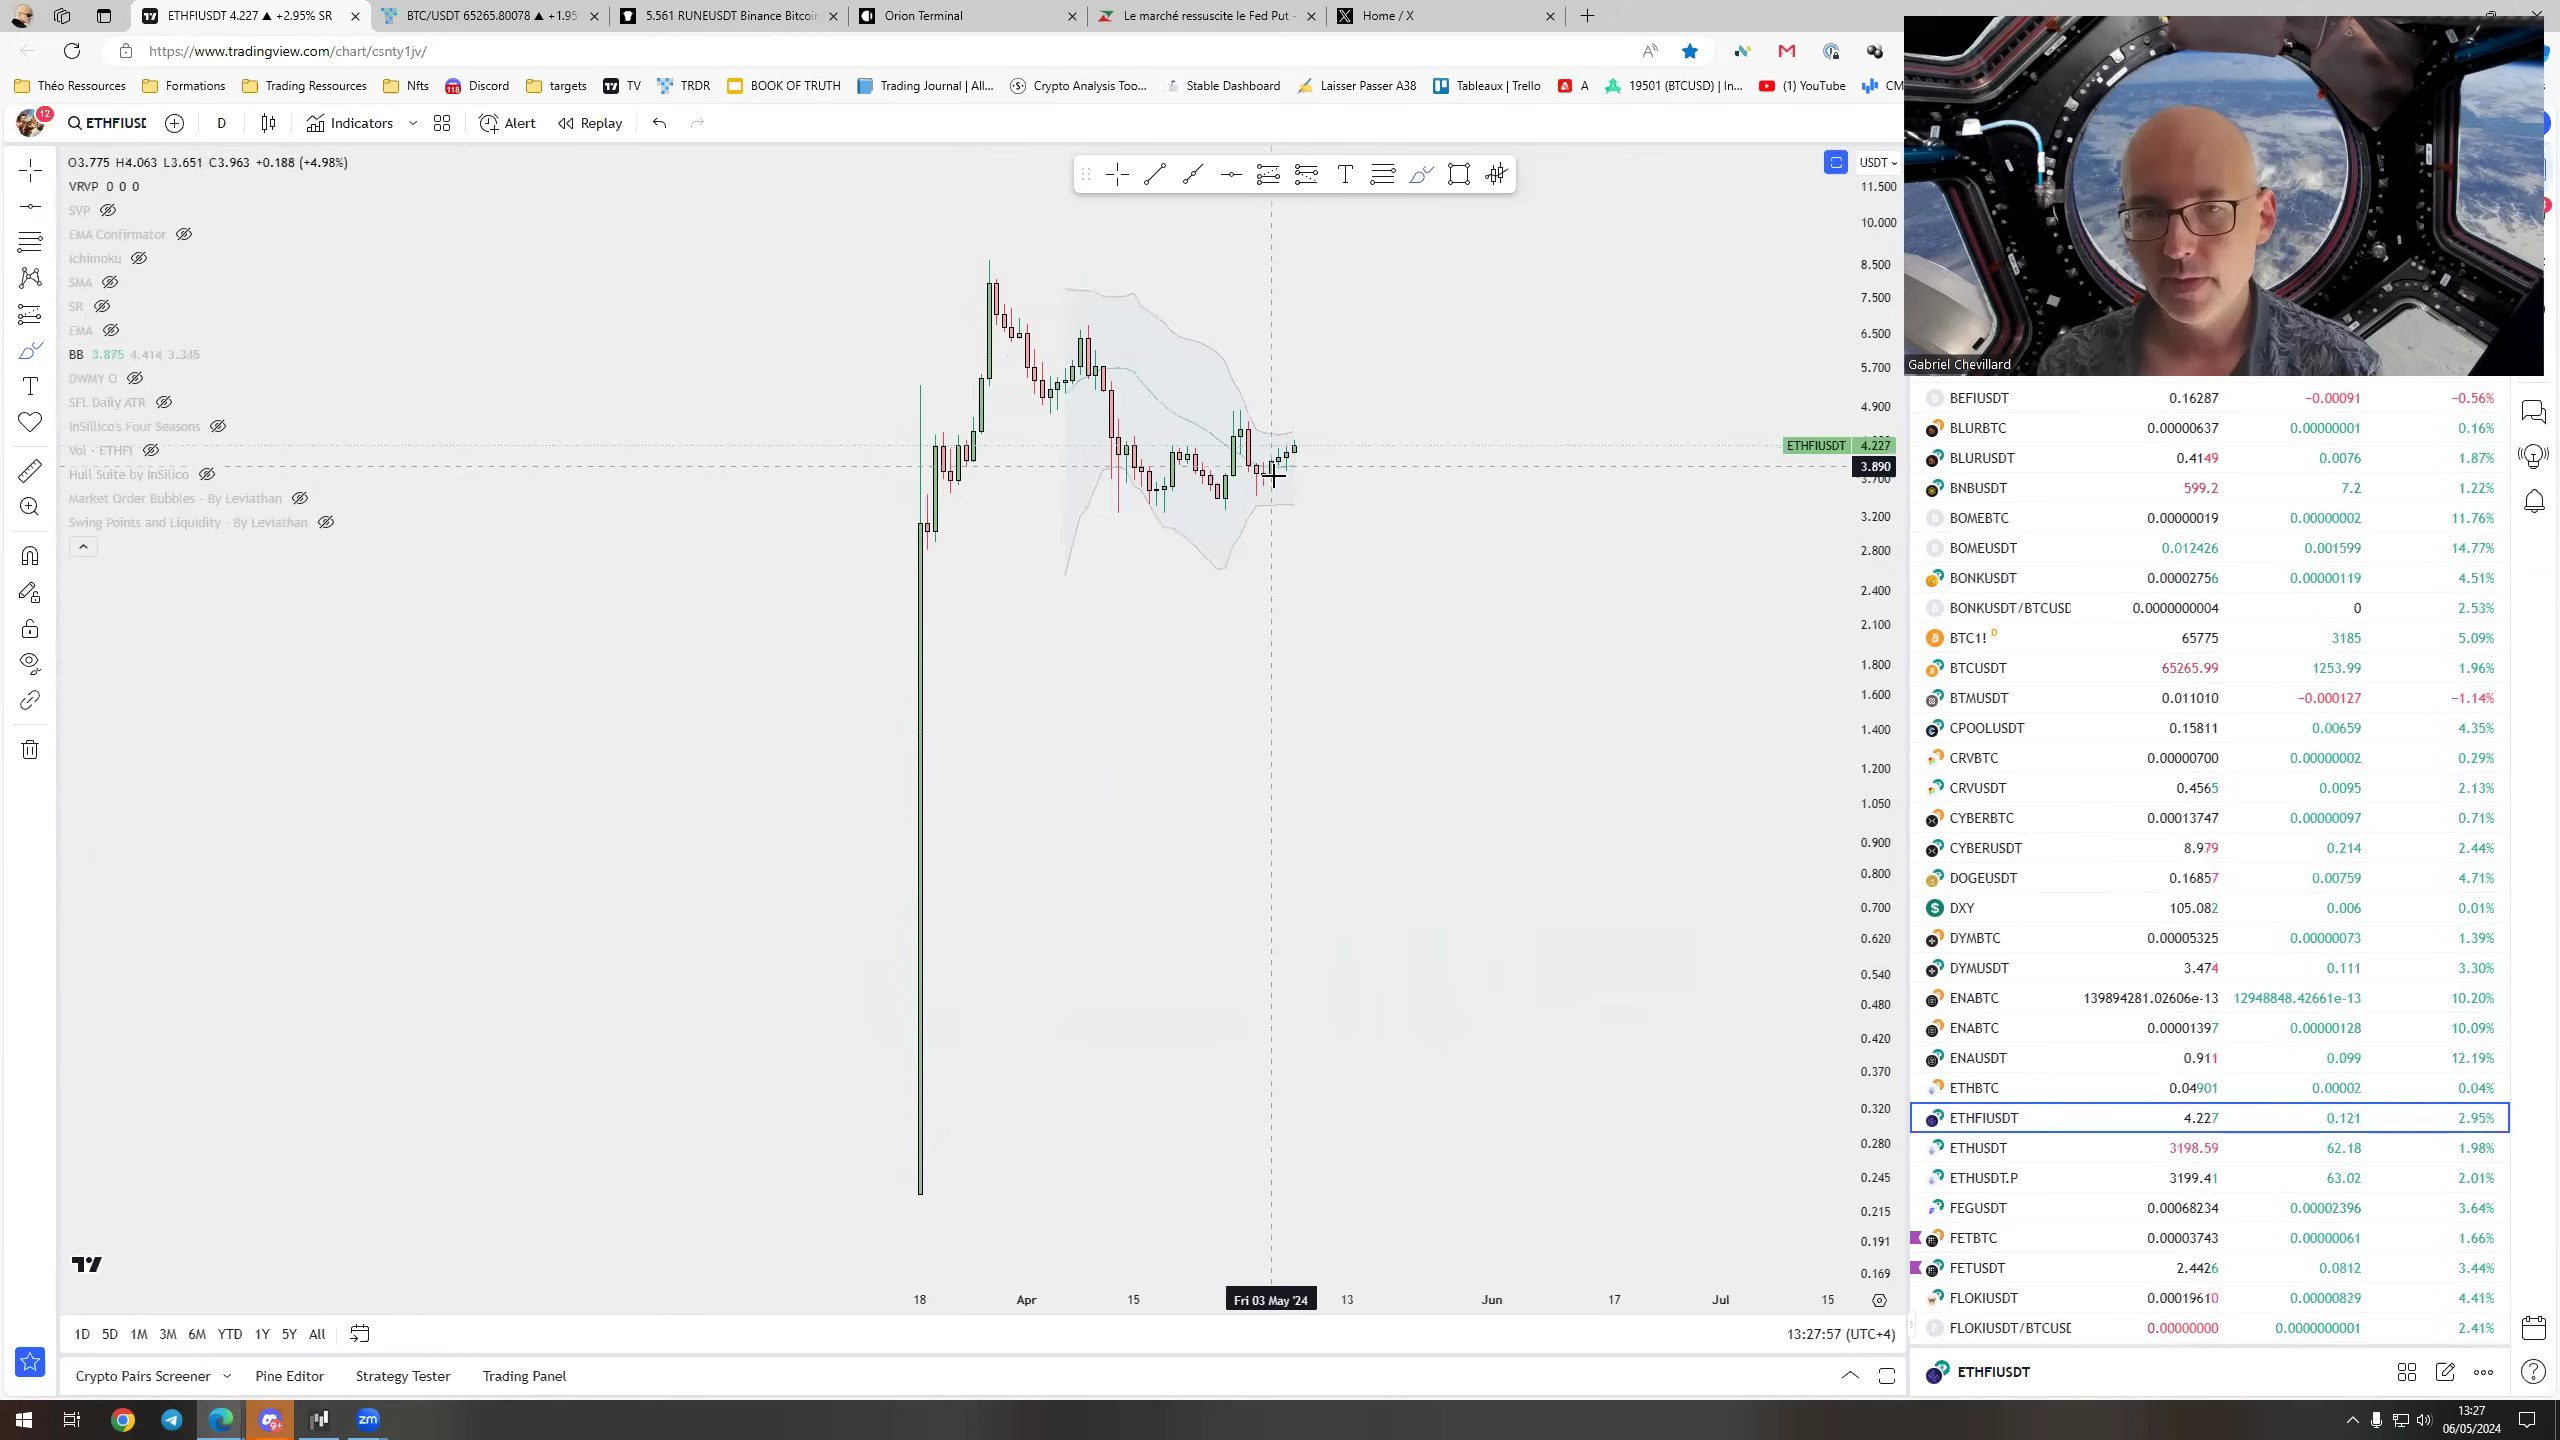 ETHFIUSDT 4.227 ▲ +2.95% SR
BTC/USDT 65265.80078 ▲ +1.95
5.561 RUNEUSDT Binance Bitcoin
Orion Terminal
Le marché ressuscite le Fed Put -
Home / X
https://www.tradingview.com/chart/csnty1jv/
Théo Ressources
Formations
Trading Ressources
Nfts
118
Discord
targets
TV
TRDR
BOOK OF TRUTH
Trading Journal | All...
Crypto Analysis Too...
Stable Dashboard
Laisser Passer A38
Tableaux | Trello
A
19501 (BTCUSD) | In...
(1) YouTube
CM
12
ETHFIUSD
D
Indicators
Alert
Replay
O3.775 H4.063 L3.651 C3.963 +0.188 (+4.98%)
VRVP 0 0 0
SVP
EMA Confirmator
Ichimoku
SMA
SR
EMA
BB 3.875 4.414 3.335
DWMY O
SFL Daily ATR
InSillico's Four Seasons
Vol · ETHFI
Hull Suite by InSilico
Market Order Bubbles - By Leviathan
Swing Points and Liquidity - By Leviathan
USDT
11.500
10.000
8.500
7.500
6.500
5.700
4.900
ETHFIUSDT 4.227
3.890
3.700
3.200
2.800
2.400
2.100
1.800
1.600
1.400
1.200
1.050
0.900
0.800
0.700
0.620
0.540
0.480
0.420
0.370
0.320
0.280
0.245
0.215
0.191
0.169
18
Apr
15
Fri 03 May '24
13
Jun
17
Jul
15
1D 5D 1M 3M 6M YTD 1Y 5Y All
13:27:57 (UTC+4)
Crypto Pairs Screener
Pine Editor
Strategy Tester
Trading Panel
Gabriel Chevillard
BEFIUSDT 0.16287 −0.00091 −0.56%
BLURBTC 0.00000637 0.00000001 0.16%
BLURUSDT 0.4149 0.0076 1.87%
BNBUSDT 599.2 7.2 1.22%
BOMEBTC 0.00000019 0.00000002 11.76%
BOMEUSDT 0.012426 0.001599 14.77%
BONKUSDT 0.00002756 0.00000119 4.51%
BONKUSDT/BTCUSD 0.0000000004 0 2.53%
BTC1! D 65775 3185 5.09%
BTCUSDT 65265.99 1253.99 1.96%
BTMUSDT 0.011010 −0.000127 −1.14%
CPOOLUSDT 0.15811 0.00659 4.35%
CRVBTC 0.00000700 0.00000002 0.29%
CRVUSDT 0.4565 0.0095 2.13%
CYBERBTC 0.00013747 0.00000097 0.71%
CYBERUSDT 8.979 0.214 2.44%
DOGEUSDT 0.16857 0.00759 4.71%
DXY 105.082 0.006 0.01%
DYMBTC 0.00005325 0.00000073 1.39%
DYMUSDT 3.474 0.111 3.30%
ENABTC 139894281.02606e-13 12948848.42661e-13 10.20%
ENABTC 0.00001397 0.00000128 10.09%
ENAUSDT 0.911 0.099 12.19%
ETHBTC 0.04901 0.00002 0.04%
ETHFIUSDT 4.227 0.121 2.95%
ETHUSDT 3198.59 62.18 1.98%
ETHUSDT.P 3199.41 63.02 2.01%
FEGUSDT 0.00068234 0.00002396 3.64%
FETBTC 0.00003743 0.00000061 1.66%
FETUSDT 2.4426 0.0812 3.44%
FLOKIUSDT 0.00019610 0.00000829 4.41%
FLOKIUSDT/BTCUSD 0.00000000 0.0000000001 2.41%
ETHFIUSDT
9+
zm
13:27
06/05/2024